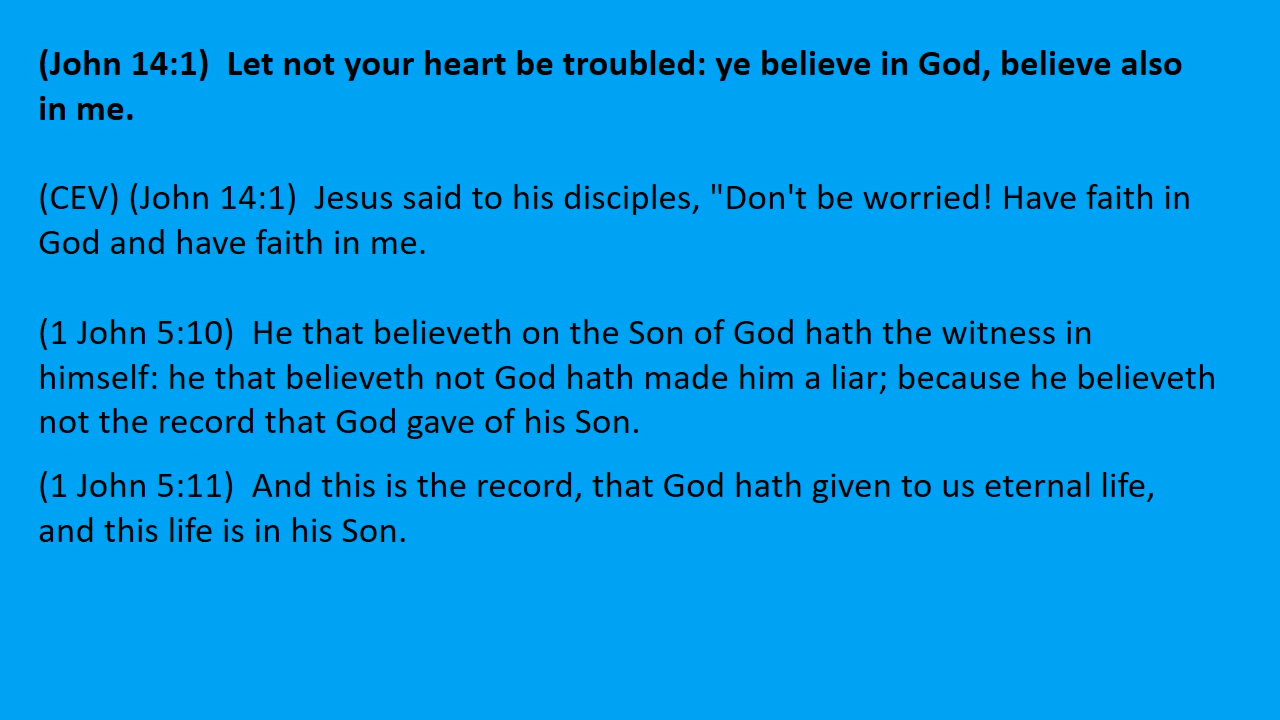 (John 14:1)  Let not your heart be troubled: ye believe in God, believe also
in me.
(CEV) (John 14:1)  Jesus said to his disciples, "Don't be worried! Have faith in
God and have faith in me.
(1 John 5:10)  He that believeth on the Son of God hath the witness in
himself: he that believeth not God hath made him a liar; because he believeth
not the record that God gave of his Son.
(1 John 5:11)  And this is the record, that God hath given to us eternal life,
and this life is in his Son.